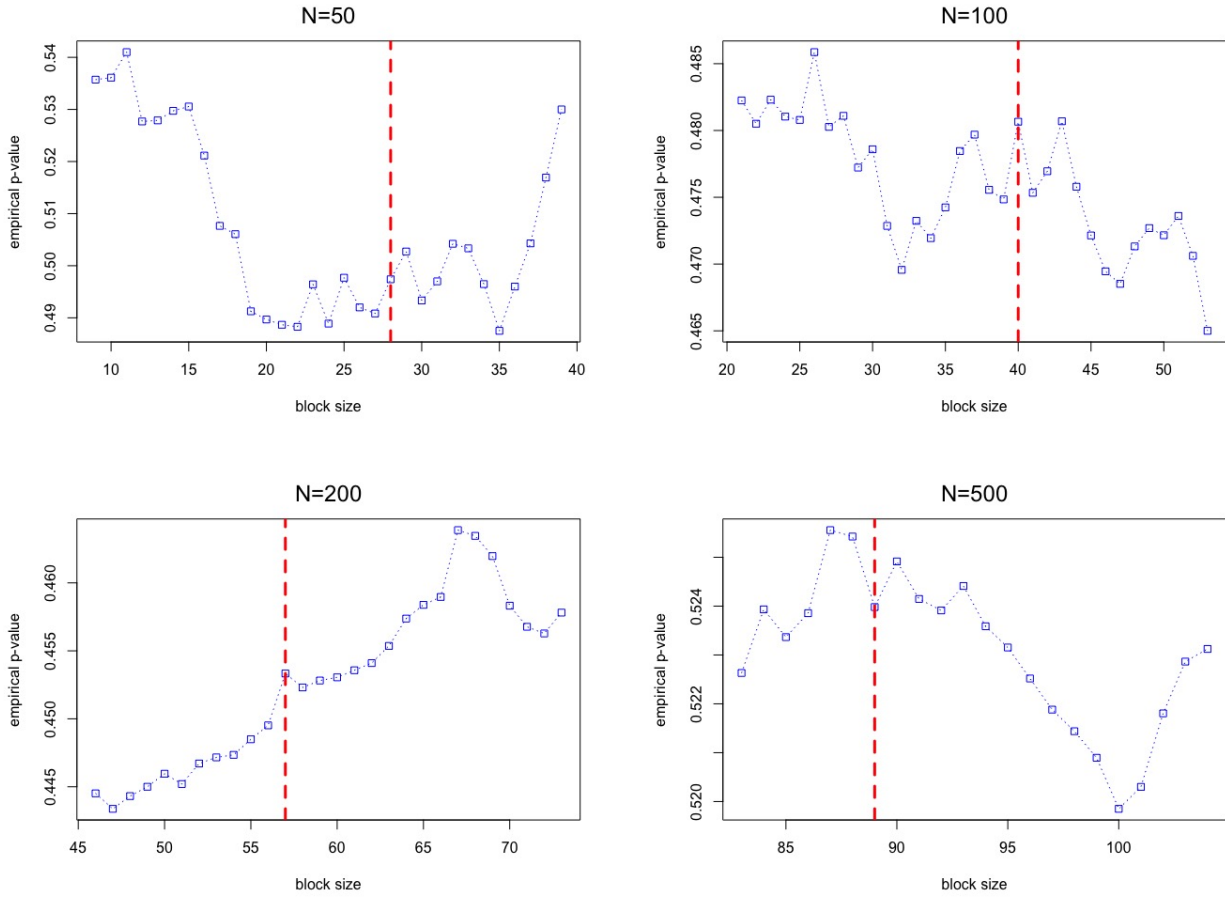 N=50
0.54
0.53
0.52
0.51
0.50
0.49
empirical p-value
10 15 20 25 30 35 40
block size
N=100
0.485
0.480
0.475
0.470
0.465
empirical p-value
20 25 30 35 40 45 50
block size
N=200
0.460
0.455
0.450
0.445
empirical p-value
45 50 55 60 65 70
block size
N=500
0.524
0.522
0.520
empirical p-value
85 90 95 100
block size